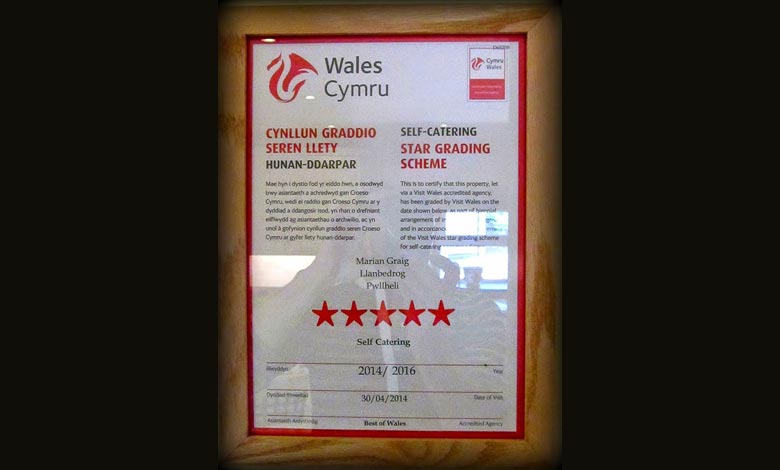 Wales
Cymru
Cymru
Wales
CYNLLUN GRADDIO
SEREN LLETY
HUNAN-DDARPAR
Mae hyn i dystio fod yr eiddo hwn, a osodwyd
bwy asiantaeth a achredwyd gan Croeso
Cymru, wedi ei raddio gan Croeso Cymru ar y
dyddiad a ddangosir isod, yn rhan o drefniant
eilflwydd ag asiantaethau o archwilio, ac yn
unol â gofynion cynllun graddio seren Croeso
Cymru ar gyfer llety hunan-ddarpar.
SELF-CATERING
STAR GRADING
SCHEME
This is to certify that this property, let
via a Visit Wales accredited agency,
has been graded by Visit Wales on the
date shown below, as part of biennial
arrangement of
and in accordance
of the Visit Wales star grading scheme
for self-catering
Marian Graig
Llanbedrog
Pwllheli
Self Catering
Blwyddyn 2014/ 2016 Year
Dyddiad Ymweliad 30/04/2014 Date of Visit
Asiantaeth Ardystiedig Best of Wales Accredited Agency